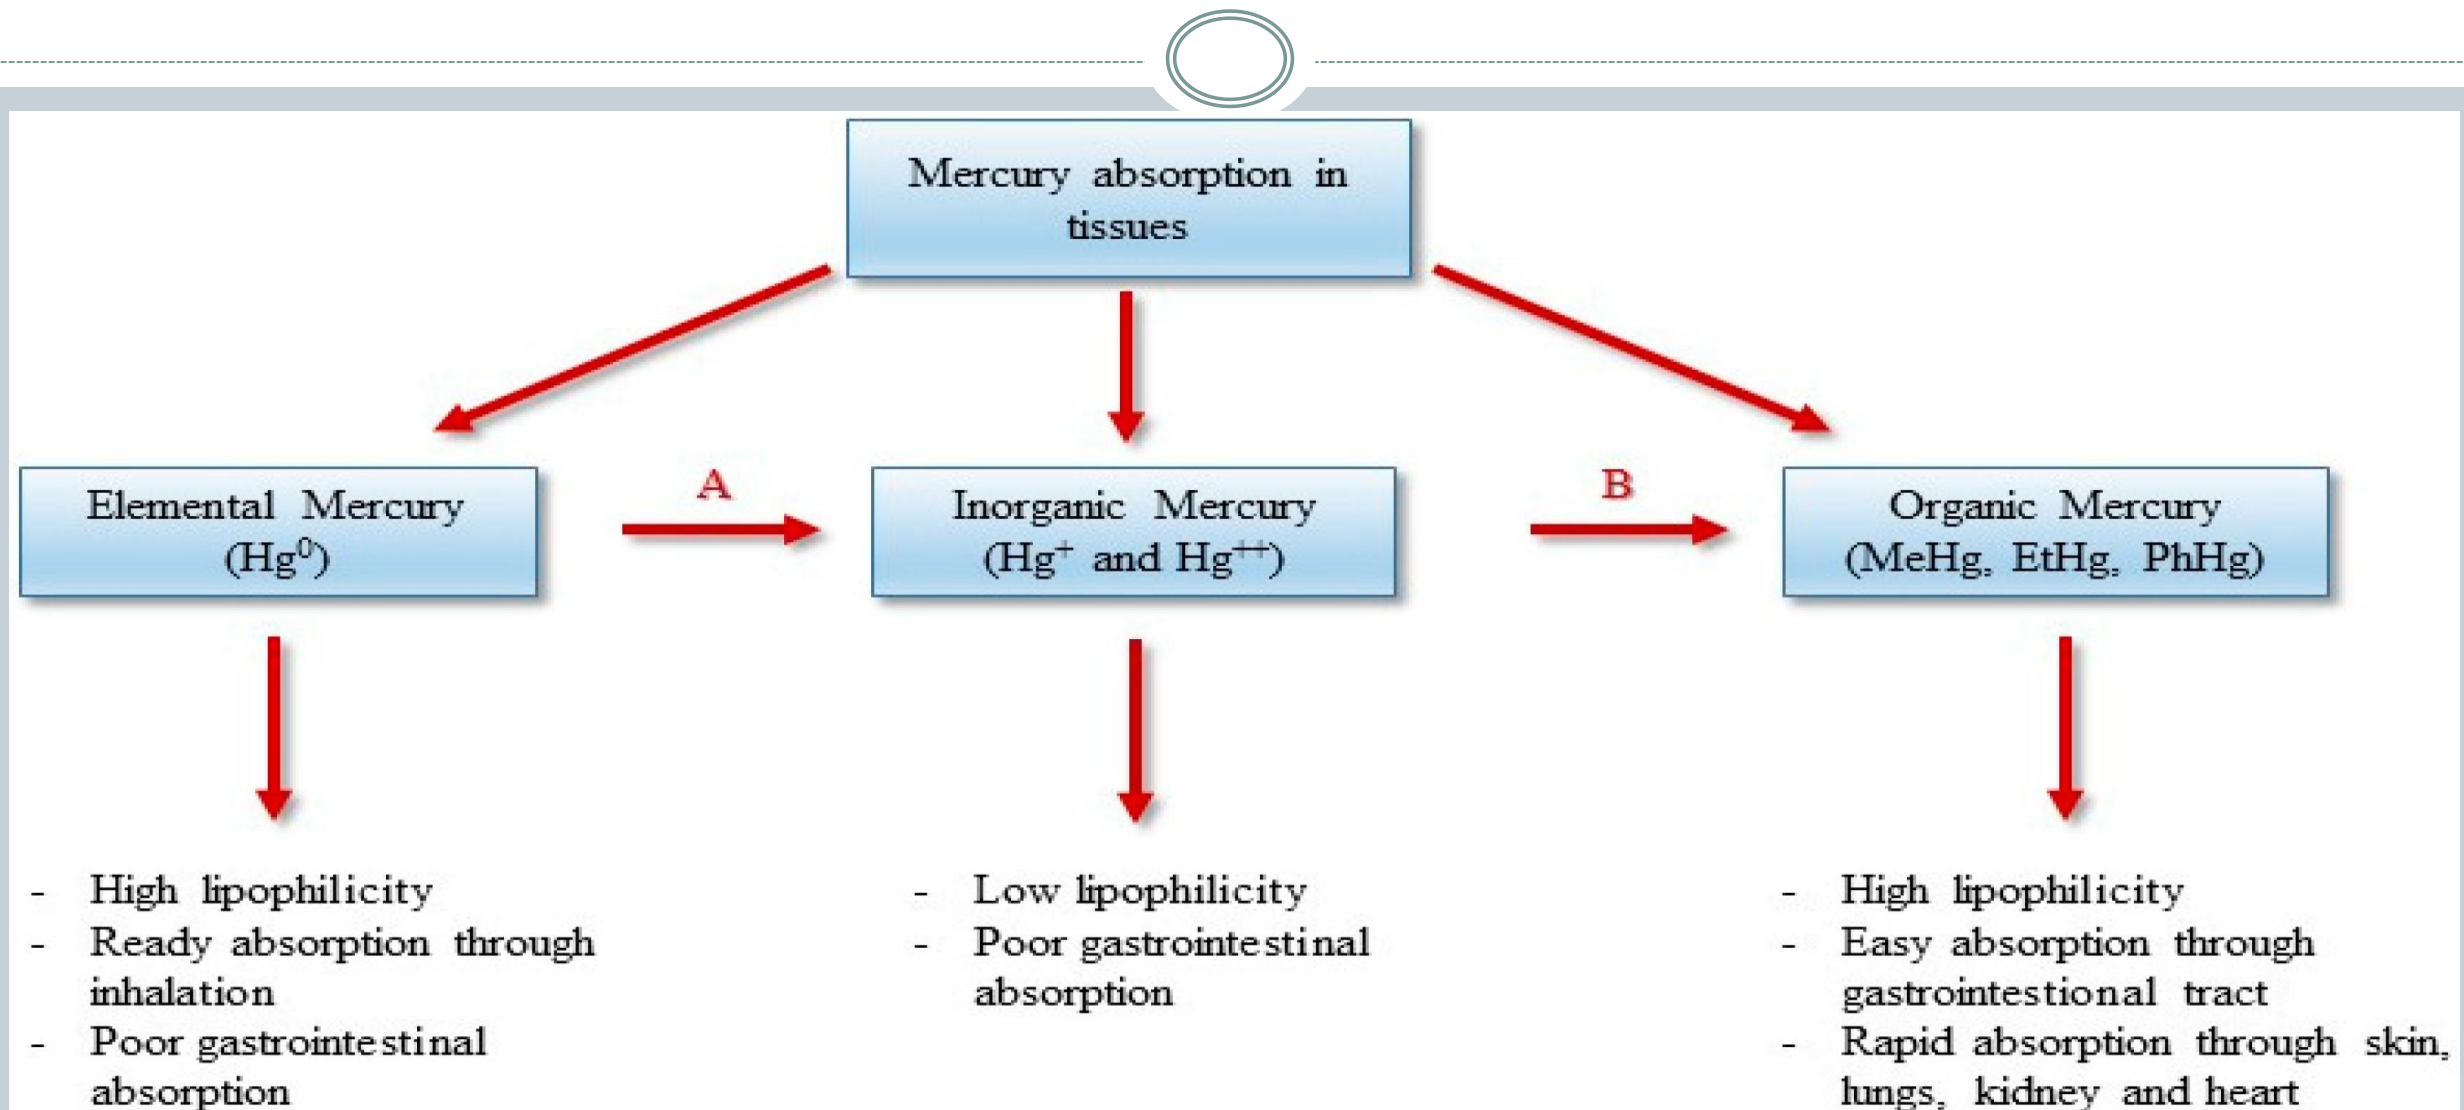 Mercury absorption in
tissues
A
B
Elemental Mercury
(Hg⁰)
Inorganic Mercury
(Hg⁺ and Hg⁺⁺)
Organic Mercury
(MeHg, EtHg, PhHg)
- High lipophilicity
- Ready absorption through
inhalation
- Poor gastrointestinal
absorption
- Low lipophilicity
- Poor gastrointestinal
absorption
- High lipophilicity
- Easy absorption through
gastrointestional tract
- Rapid absorption through skin,
lungs, kidney and heart